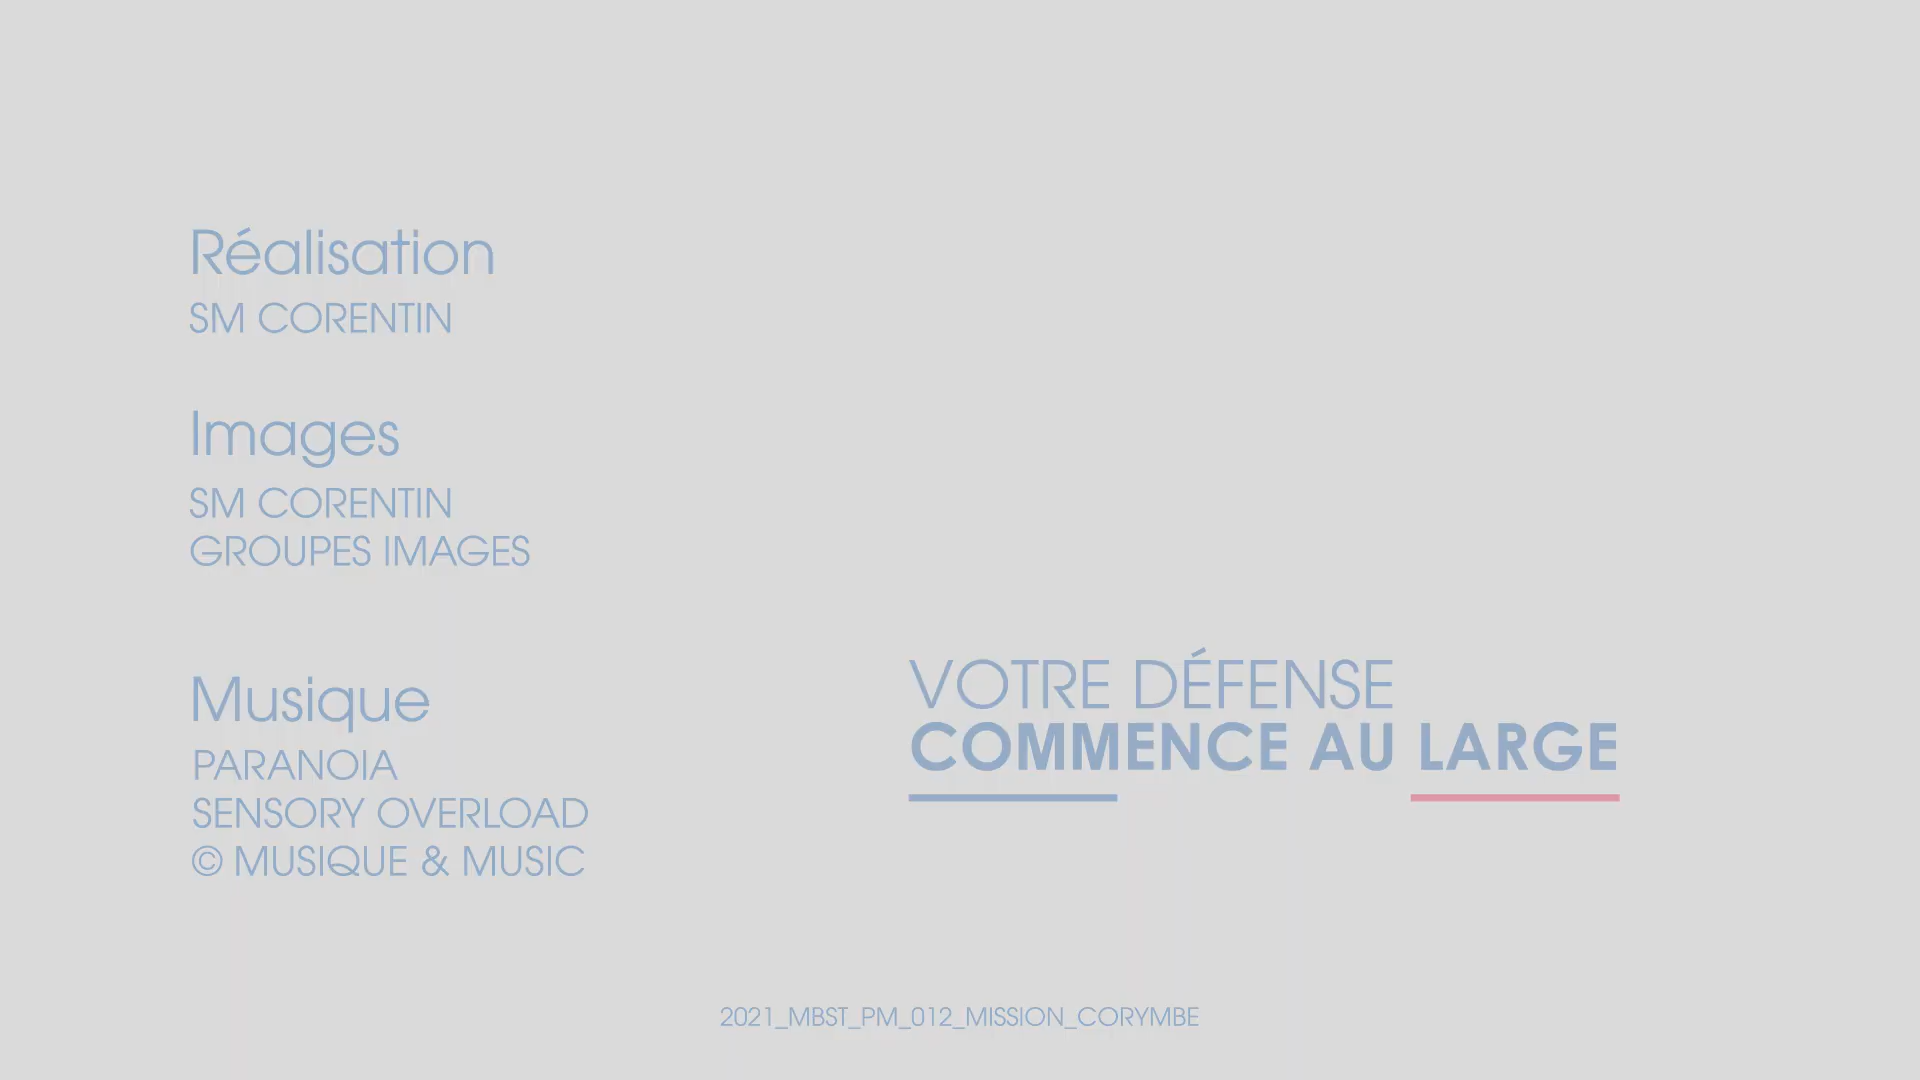 Réalisation
SM CORENTIN
Images
SM CORENTIN
GROUPES IMAGES
Musique
PARANOIA
SENSORY OVERLOAD
© MUSIQUE & MUSIC
VOTRE DÉFENSE
COMMENCE AU LARGE
2021_MBST_PM_012_MISSION_CORYMBE